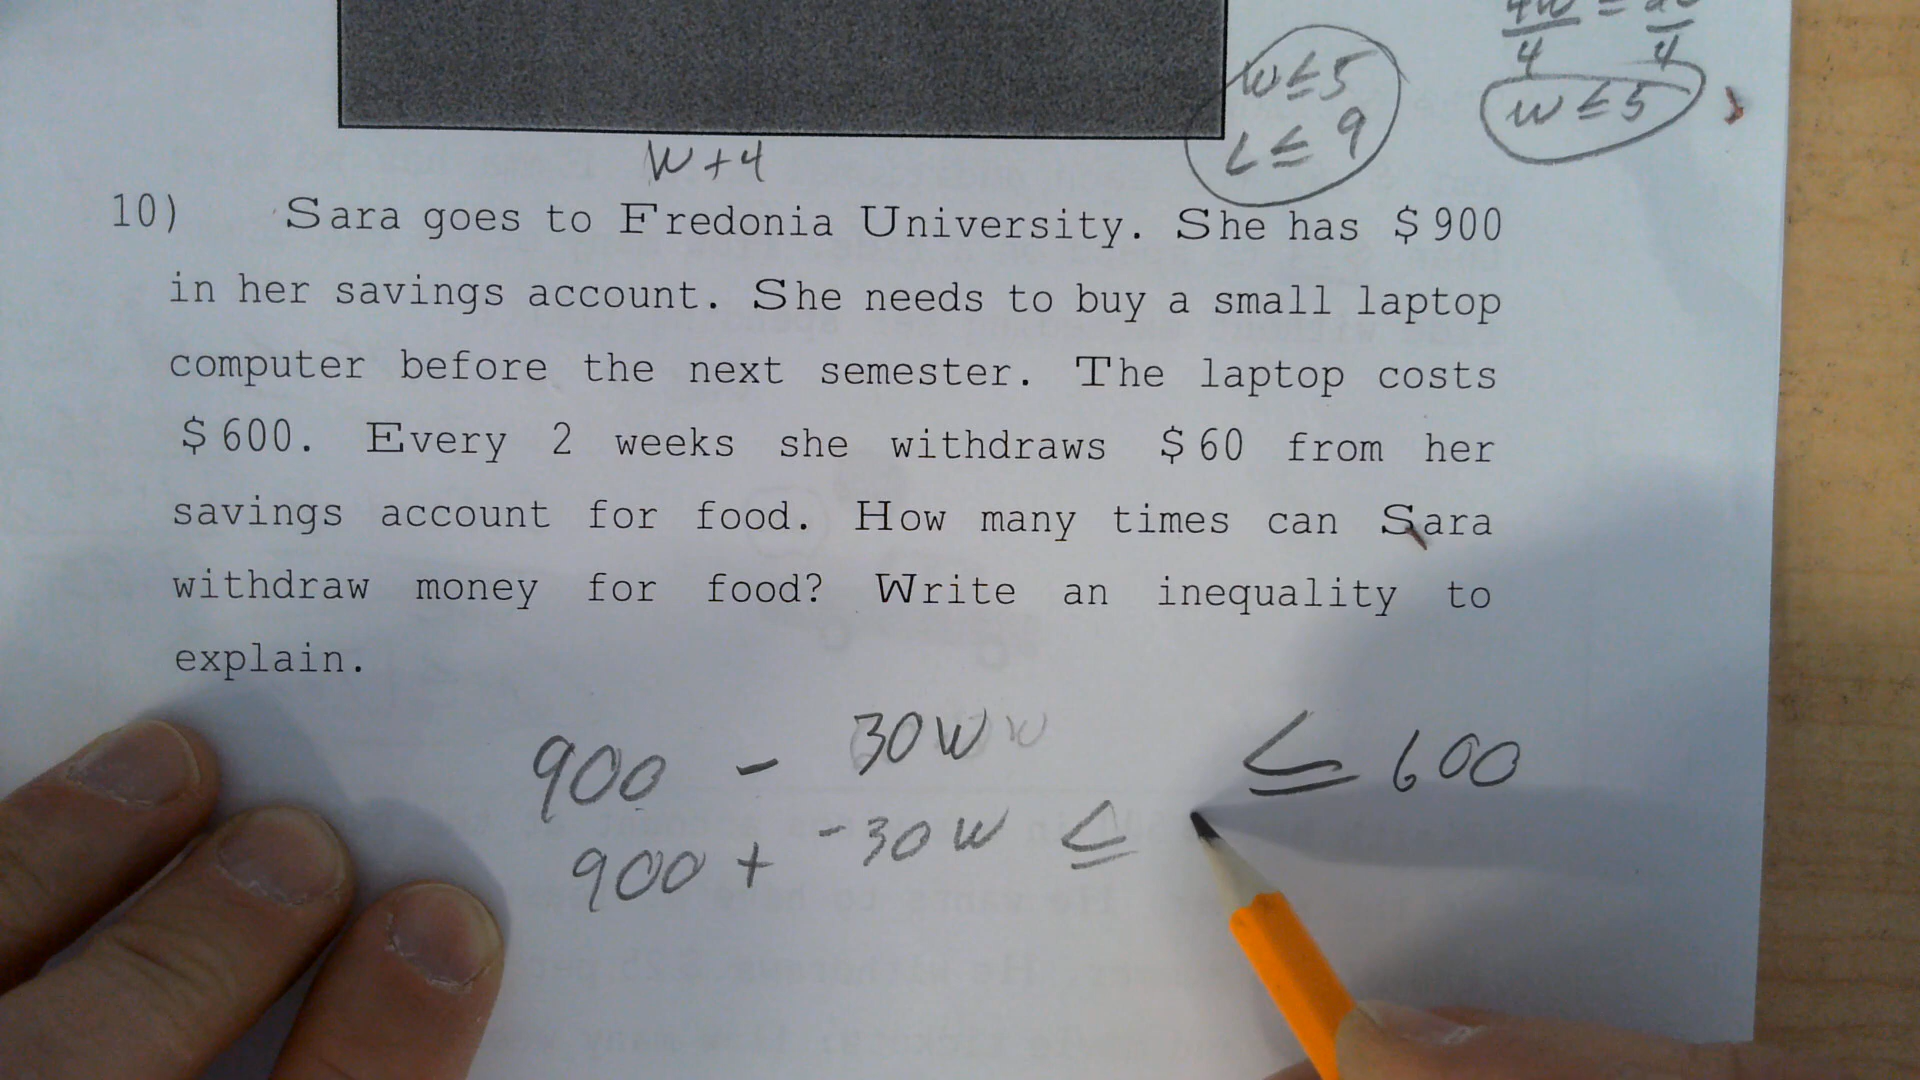 4
4
w ≤ 5
L ≤ 9
w ≤ 5
W + 4
10) Sara goes to Fredonia University. She has $900
in her savings account. She needs to buy a small laptop
computer before the next semester. The laptop costs
$600. Every 2 weeks she withdraws $60 from her
savings account for food. How many times can Sara
withdraw money for food? Write an inequality to
explain.
900 - 30w ≤ 600
900 + -30w ≤